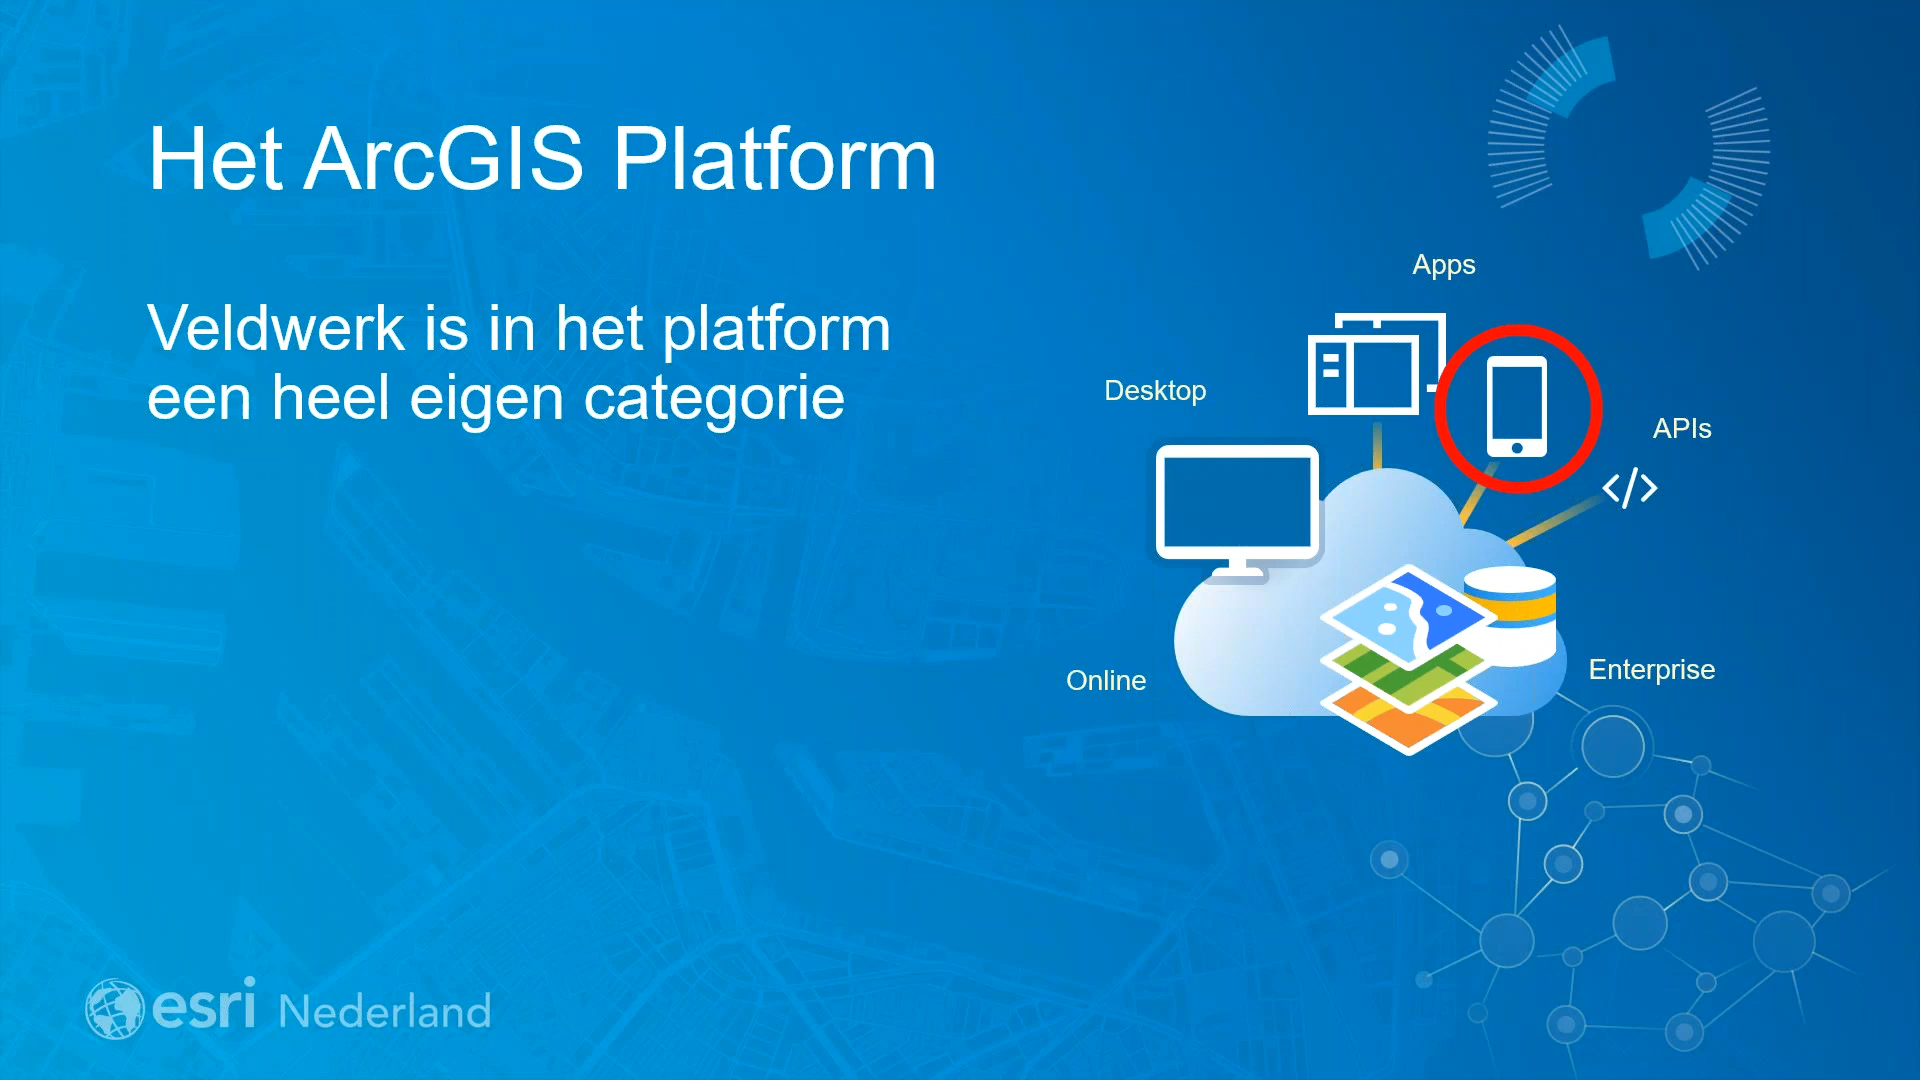 Het ArcGIS Platform
Veldwerk is in het platform
een heel eigen categorie
Apps
Desktop
APIs
</>
Online
Enterprise
esri Nederland